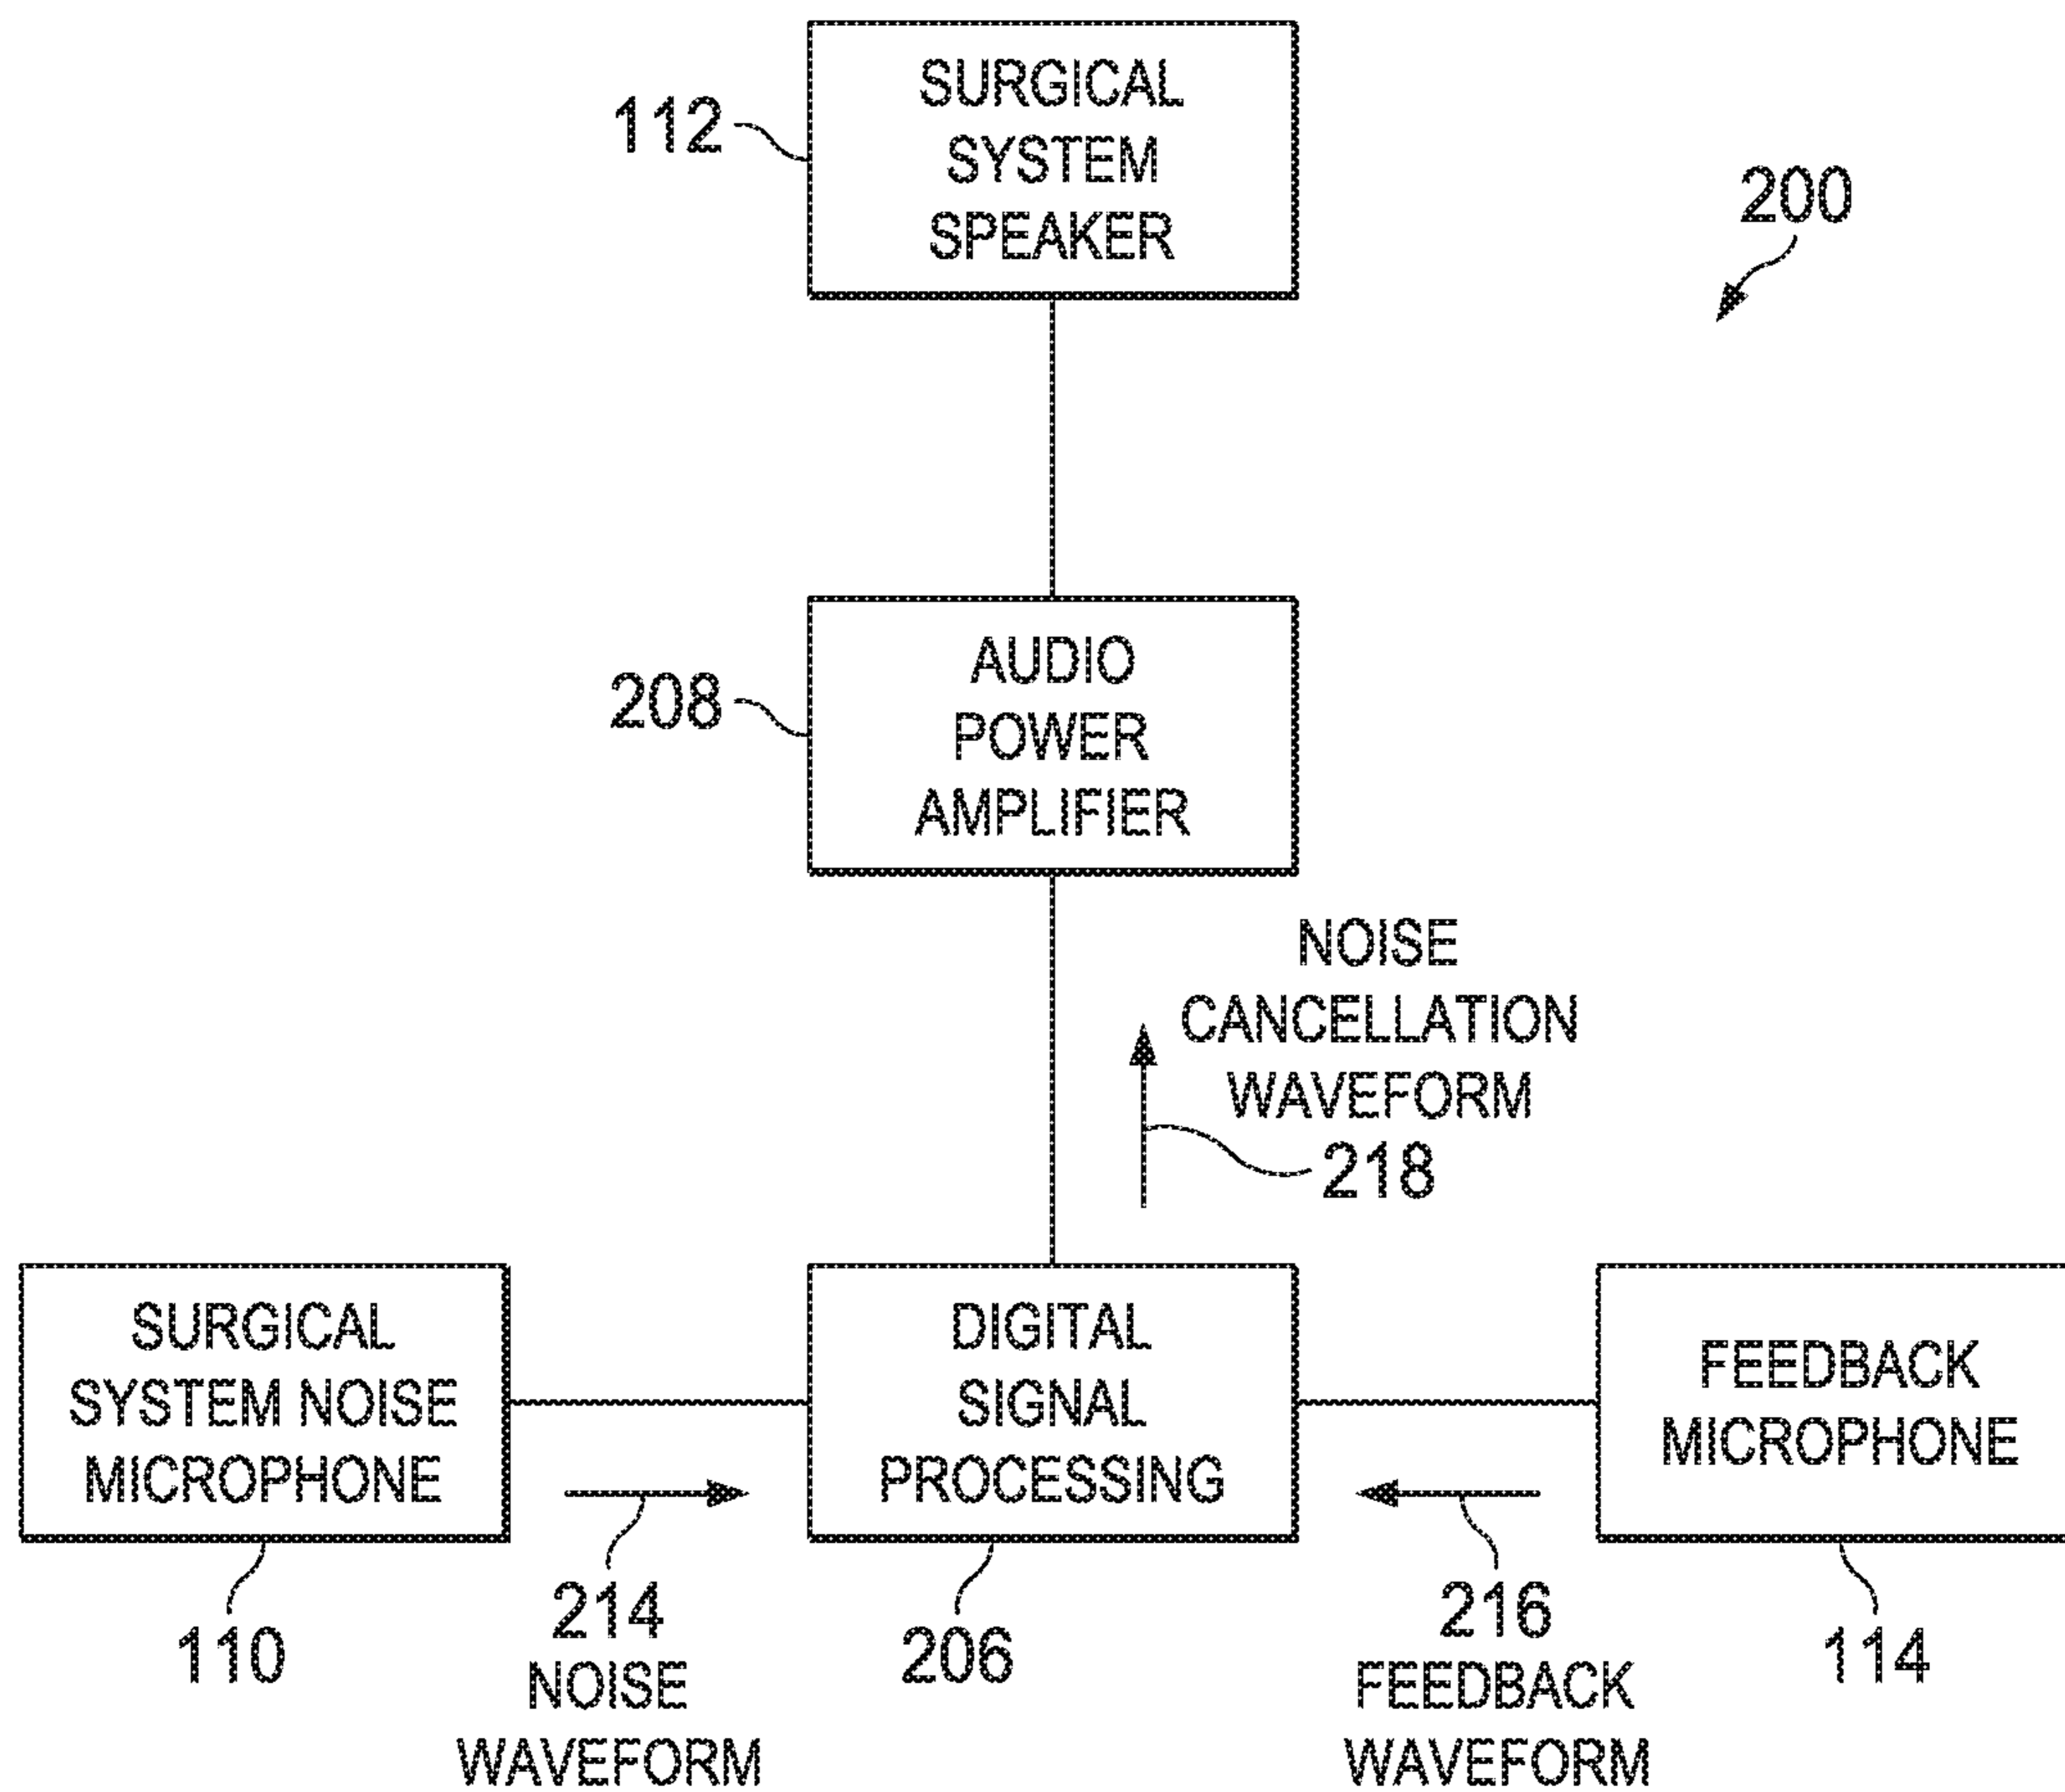 SURGICAL
SYSTEM
SPEAKER
112
200
AUDIO
POWER
AMPLIFIER
208
NOISE
CANCELLATION
WAVEFORM
218
SURGICAL
SYSTEM NOISE
MICROPHONE
110
214
NOISE
WAVEFORM
DIGITAL
SIGNAL
PROCESSING
206
216
FEEDBACK
WAVEFORM
FEEDBACK
MICROPHONE
114